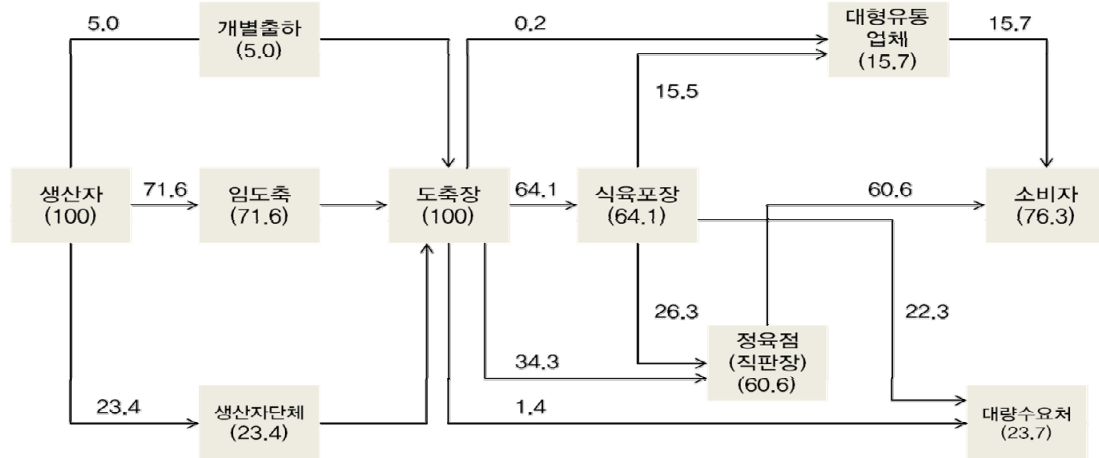 5.0
개별출하
(5.0)
0.2
대형유통
업체
(15.7)
15.7
15.5
생산자
(100)
71.6
임도축
(71.6)
도축장
(100)
64.1
식육포장
(64.1)
60.6
소비자
(76.3)
26.3
22.3
정육점
(직판장)
(60.6)
34.3
23.4
생산자단체
(23.4)
1.4
대량수요처
(23.7)